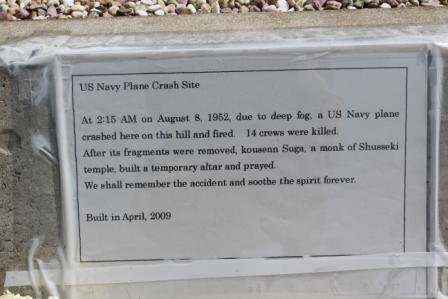 US Navy Plane Crash Site
At 2:15 AM on August 8, 1952, due to deep fog, a US Navy plane
crashed here on this hill and fired. 14 crews were killed.
After its fragments were removed, kousenn Suga, a monk of Shusseki
temple, built a temporary altar and prayed.
We shall remember the accident and soothe the spirit forever.
Built in April, 2009